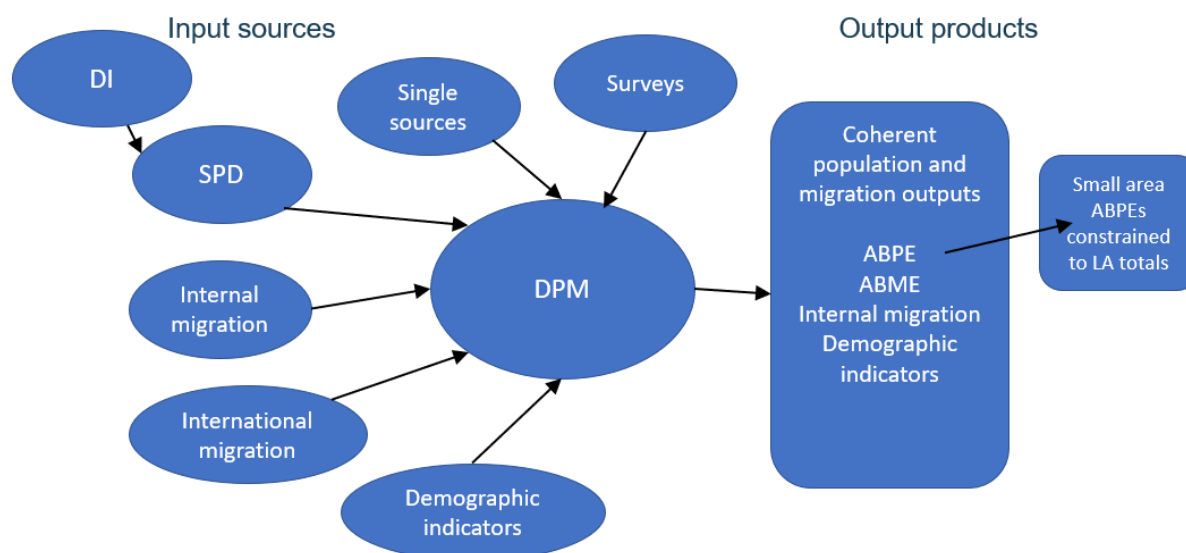 Input sources
Output products
DI
SPD
Single
sources
Surveys
Internal
migration
International
migration
Demographic
indicators
DPM
Coherent
population and
migration outputs
ABPE
ABME
Internal migration
Demographic
indicators
Small area
ABPEs
constrained
to LA totals